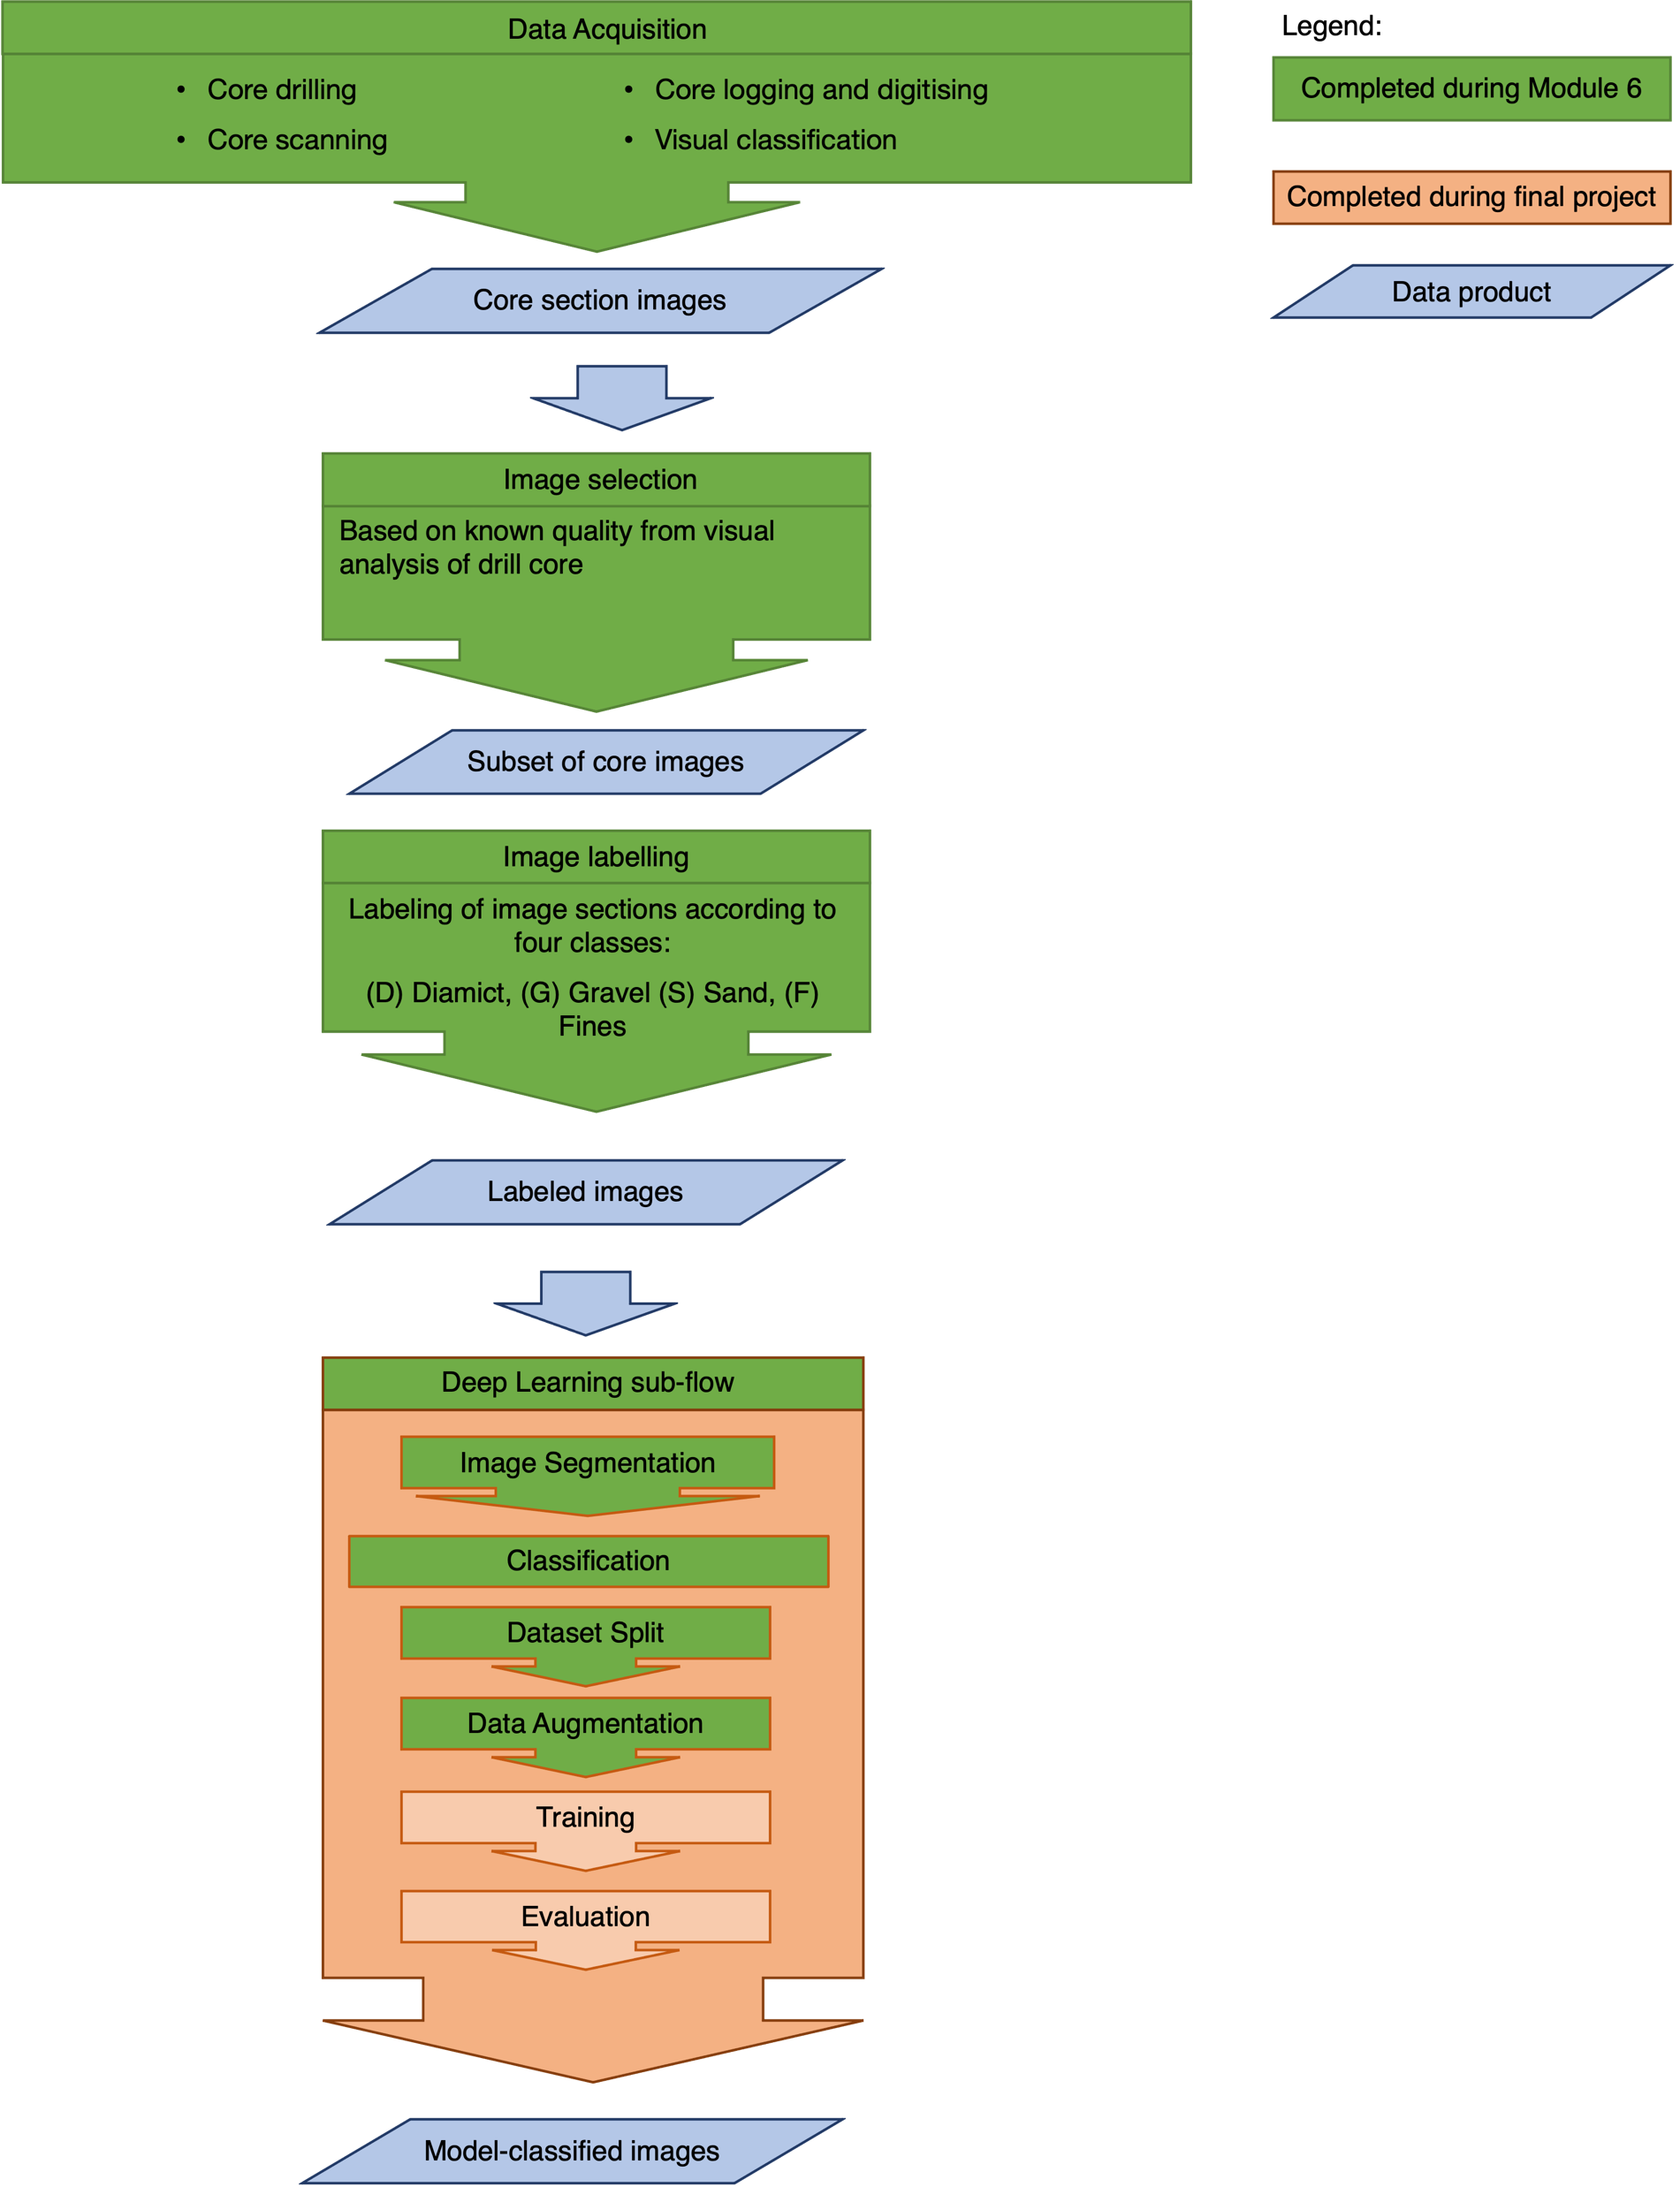 Data Acquisition
• Core drilling
• Core scanning
• Core logging and digitising
• Visual classification
Legend:
Completed during Module 6
Completed during final project
Data product
Core section images
Image selection
Based on known quality from visual
analysis of drill core
Subset of core images
Image labelling
Labeling of image sections according to
four classes:
(D) Diamict, (G) Gravel (S) Sand, (F)
Fines
Labeled images
Deep Learning sub-flow
Image Segmentation
Classification
Dataset Split
Data Augmentation
Training
Evaluation
Model-classified images